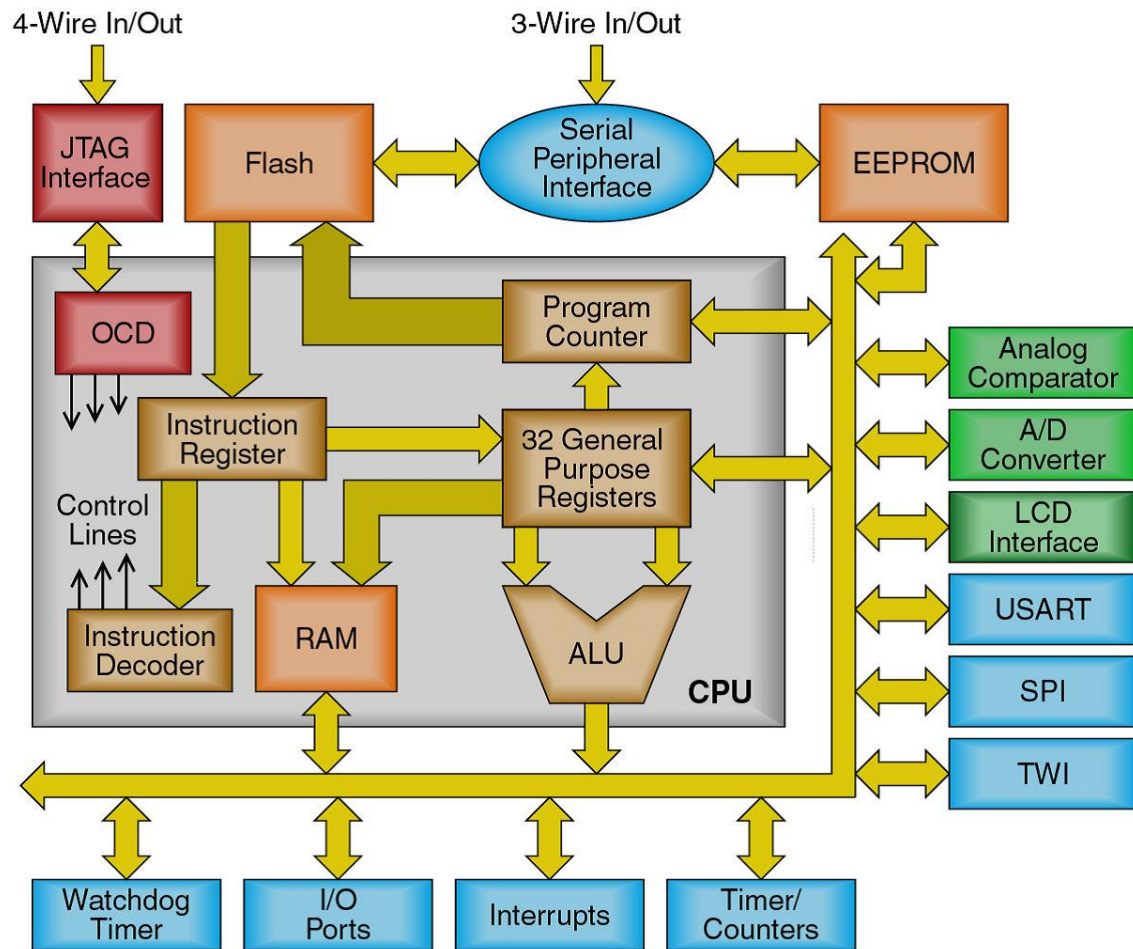 4-Wire In/Out
3-Wire In/Out
JTAG
Interface
Flash
Serial
Peripheral
Interface
EEPROM
OCD
Program
Counter
Analog
Comparator
Instruction
Register
32 General
Purpose
Registers
A/D
Converter
Control
Lines
LCD
Interface
Instruction
Decoder
RAM
ALU
USART
CPU
SPI
TWI
Watchdog
Timer
I/O
Ports
Interrupts
Timer/
Counters